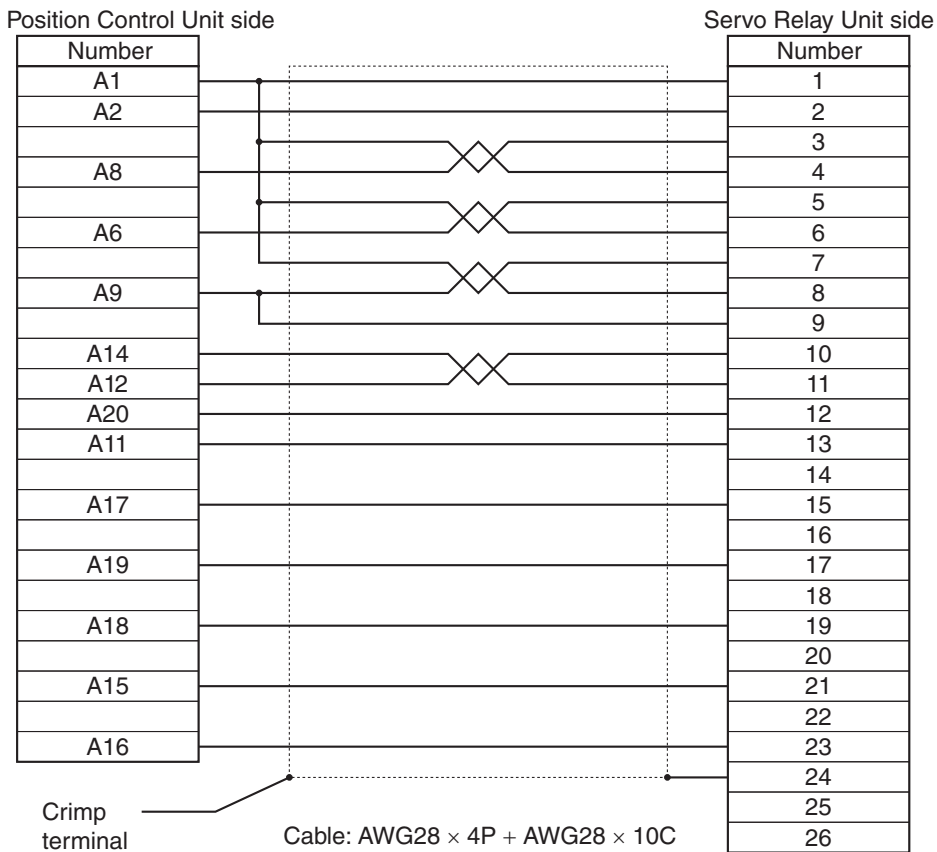 Position Control Unit side
Number
A1
A2
A8
A6
A9
A14
A12
A20
A11
A17
A19
A18
A15
A16
Crimp
terminal
Cable: AWG28 × 4P + AWG28 × 10C
Servo Relay Unit side
Number
1
2
3
4
5
6
7
8
9
10
11
12
13
14
15
16
17
18
19
20
21
22
23
24
25
26